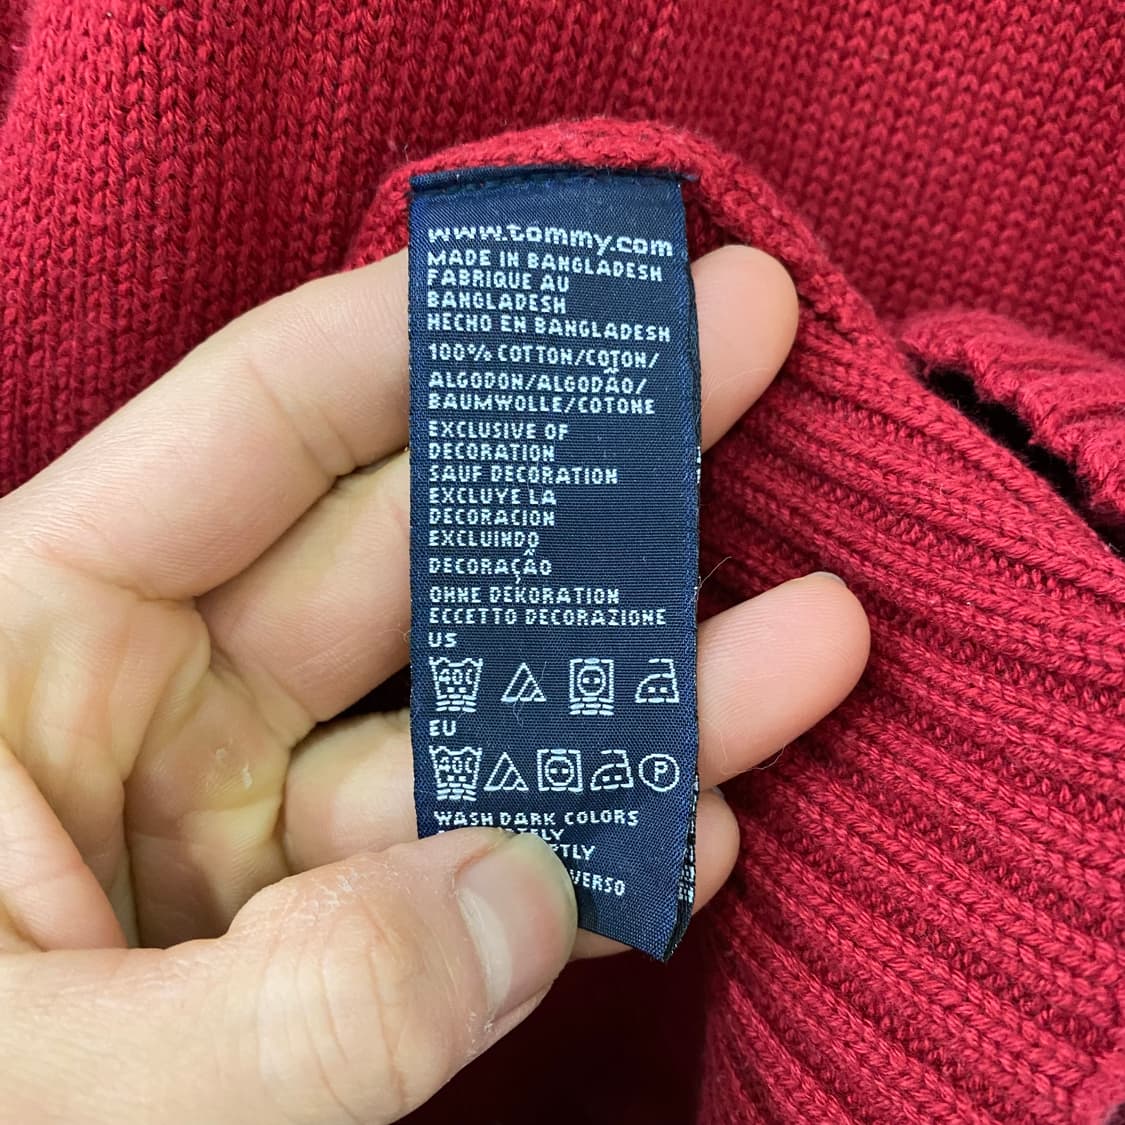 www.tommy.com
MADE IN BANGLADESH
FABRIQUE AU
BANGLADESH
HECHO EN BANGLADESH
100% COTTON/COTON/
ALGODON/ALGODÃO/
BAUMWOLLE/COTONE
EXCLUSIVE OF
DECORATION
SAUF DECORATION
EXCLUYE LA
DECORACION
EXCLUINDO
DECORAÇÃO
OHNE DEKORATION
ECCETTO DECORAZIONE
US
40C
EU
40C P
WASH DARK COLORS